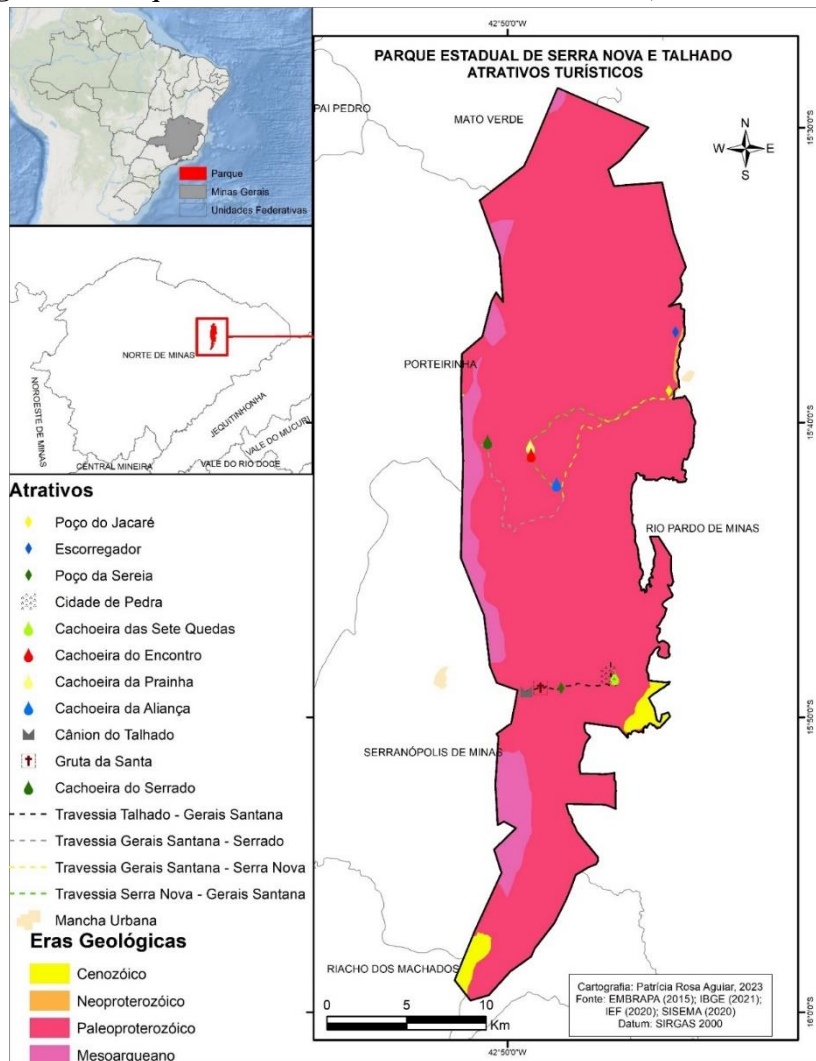 PARQUE ESTADUAL DE SERRA NOVA E TALHADO
ATRATIVOS TURÍSTICOS
Parque
Minas Gerais
Unidades Federativas
NORTE DE MINAS
NOROESTE DE MINAS
CENTRAL MINEIRA
JEQUITINHONHA
VALE DO MUCURI
VALE DO RIO DOCE
42°50'0"O
PAI PEDRO
MATO VERDE
N
W
E
S
15°30'0"S
PORTEIRINHA
15°40'0"S
RIO PARDO DE MINAS
15°50'0"S
SERRANÓPOLIS DE MINAS
RIACHO DOS MACHADOS
16°0'0"S
0
5
10
Km
42°50'0"O
Cartografia: Patrícia Rosa Aguiar, 2023
Fonte: EMBRAPA (2015); IBGE (2021);
IEF (2020); SISEMA (2020)
Datum: SIRGAS 2000
Atrativos
Poço do Jacaré
Escorregador
Poço da Sereia
Cidade de Pedra
Cachoeira das Sete Quedas
Cachoeira do Encontro
Cachoeira da Prainha
Cachoeira da Aliança
Cânion do Talhado
Gruta da Santa
Cachoeira do Serrado
Travessia Talhado - Gerais Santana
Travessia Gerais Santana - Serrado
Travessia Gerais Santana - Serra Nova
Travessia Serra Nova - Gerais Santana
Mancha Urbana
Eras Geológicas
Cenozóico
Neoproterozóico
Paleoproterozóico
Mesoarqueano